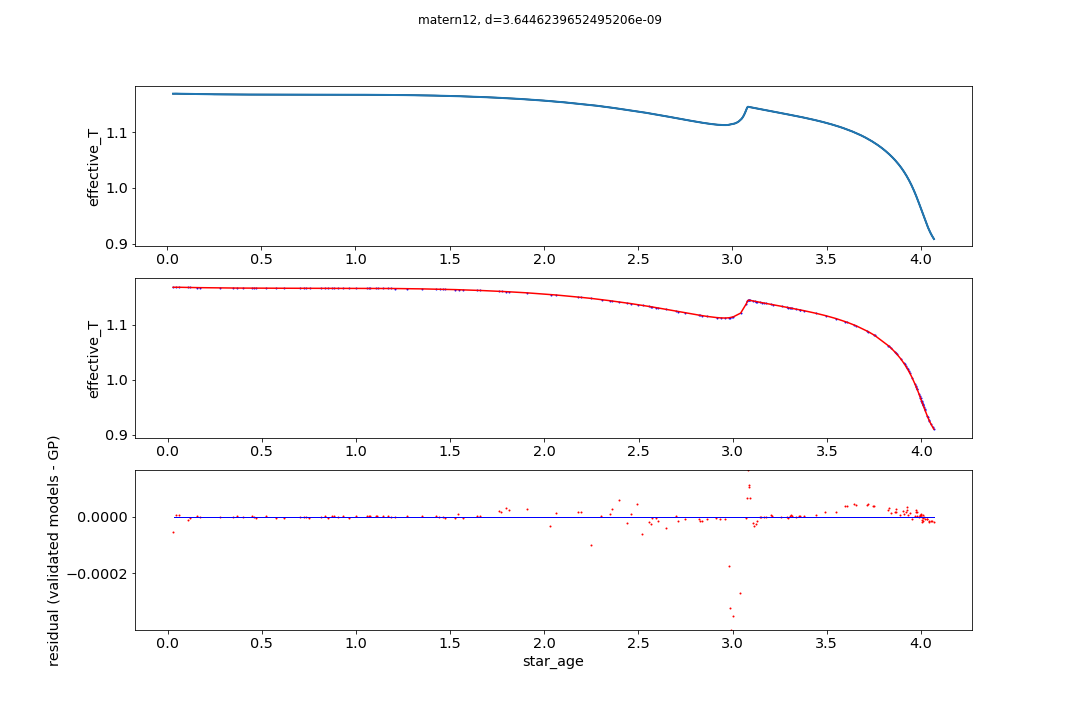 matern12, d=3.6446239652495206e-09
effective_T
1.1
1.0
0.9
0.0 0.5 1.0 1.5 2.0 2.5 3.0 3.5 4.0
effective_T
1.1
1.0
0.9
0.0 0.5 1.0 1.5 2.0 2.5 3.0 3.5 4.0
residual (validated models - GP)
0.0000
−0.0002
0.0 0.5 1.0 1.5 2.0 2.5 3.0 3.5 4.0
star_age